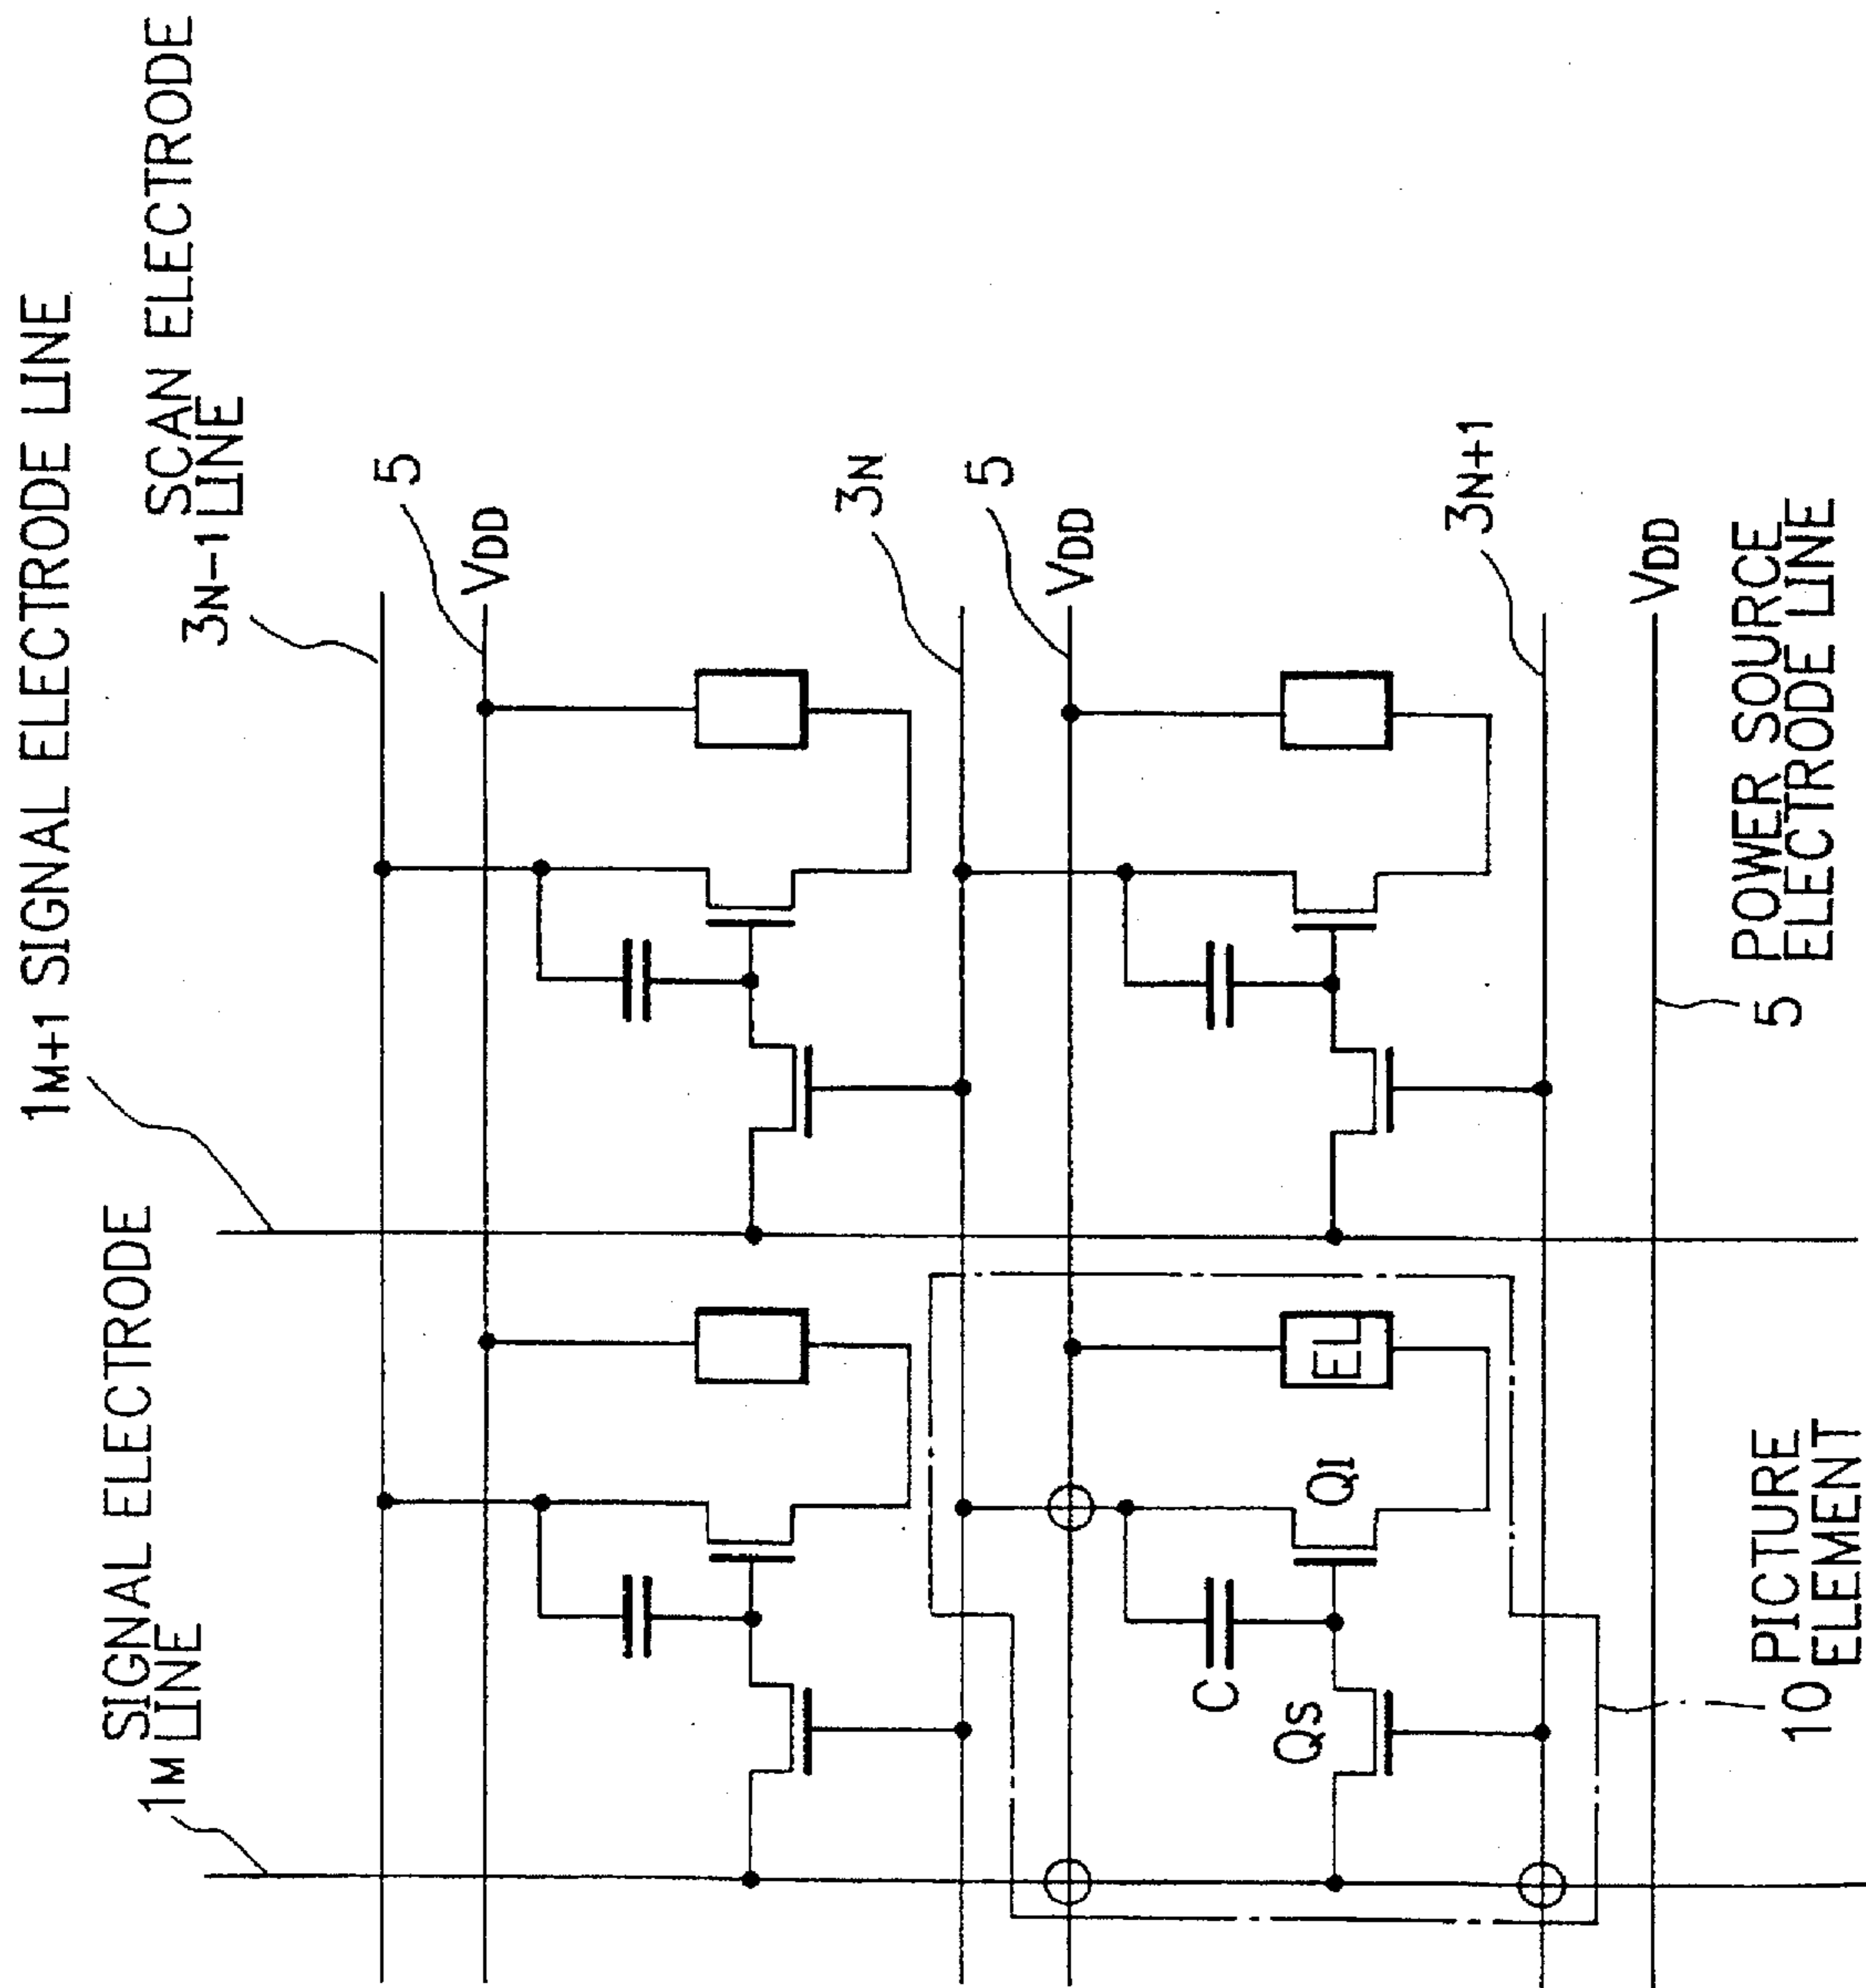 1M+1 SIGNAL ELECTRODE LINE
SIGNAL ELECTRODE
1M LINE
SCAN ELECTRODE
3N-1 LINE
5
VDD
3N
5
VDD
C
QS
QI
EL
3N+1
VDD
10 PICTURE
ELEMENT
5 POWER SOURCE
ELECTRODE LINE